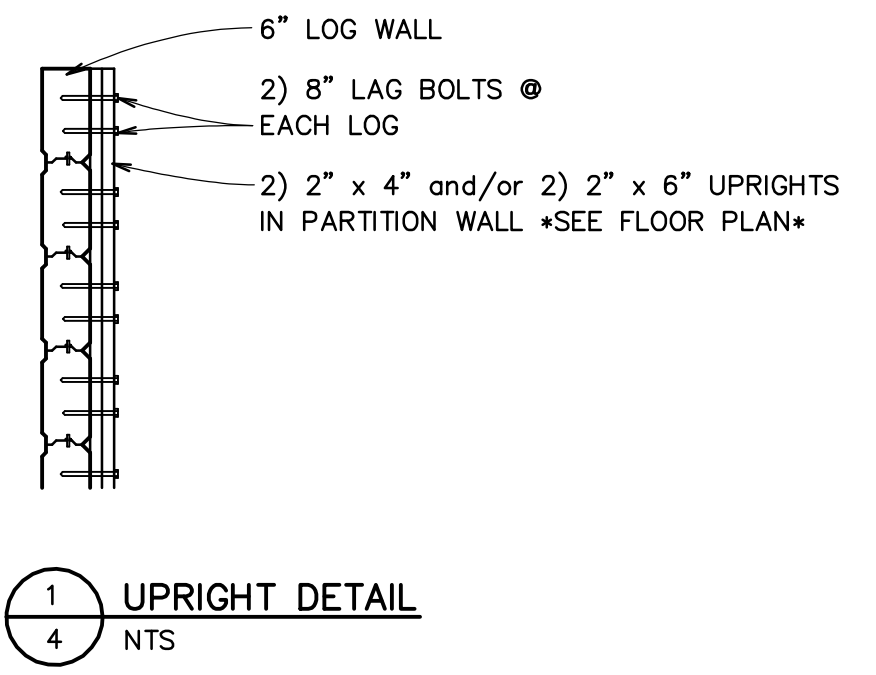 6” LOG WALL
2) 8” LAG BOLTS @
EACH LOG
2) 2” x 4” and/or 2) 2” x 6” UPRIGHTS
IN PARTITION WALL *SEE FLOOR PLAN*
1
UPRIGHT DETAIL
4
NTS